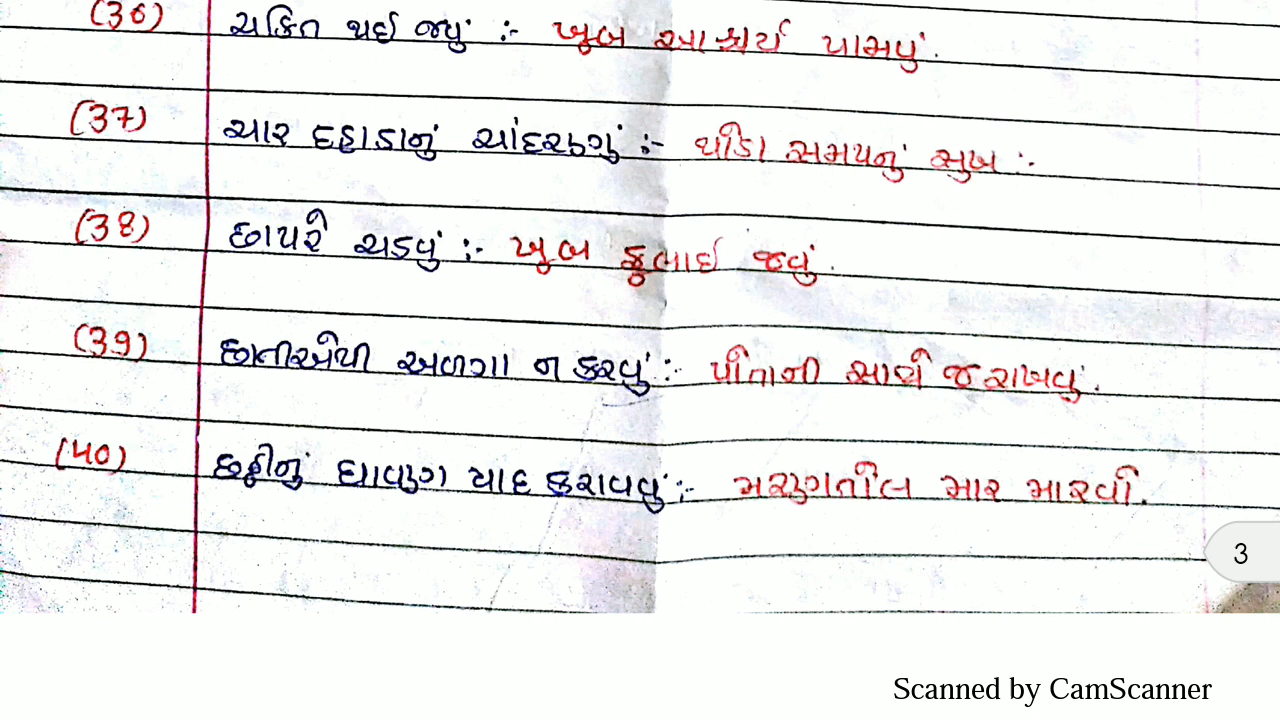 (36) ચકિત થઈ જવું :- ખૂબ આશ્ચર્ય પામવું.
(37) ચાર દહાડાનું ચાંદરણું :- થોડા સમયનું સુખ :-
(38) છાપરે ચડવું :- ખુબ ફુલાઈ જવું.
(39) છાતીએથી અળગા ન કરવું :- પોતાની સાથે જ રાખવું.
(40) છઠ્ઠીનું ધાવણ યાદ કરાવવું :- મરણતોલ માર મારવો.
3
Scanned by CamScanner